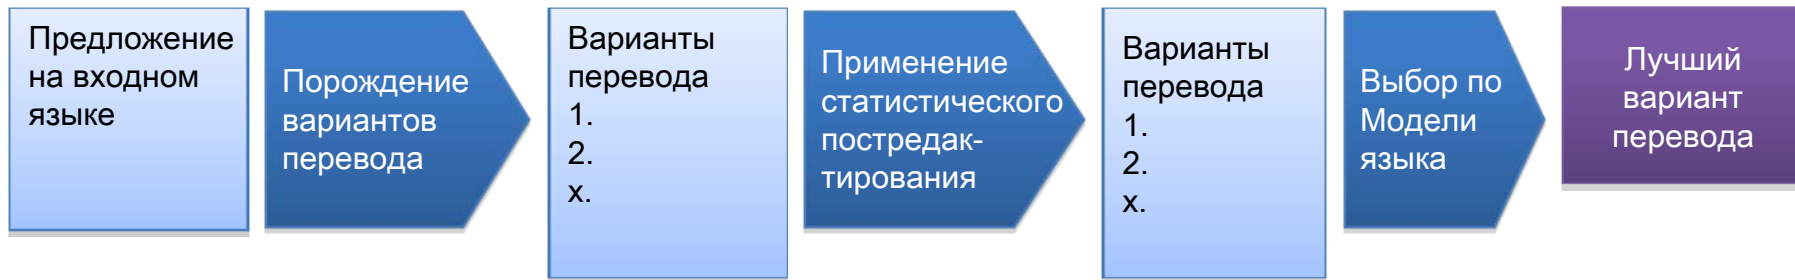 Предложение
на входном
языке
Порождение
вариантов
перевода
Варианты
перевода
1.
2.
х.
Применение
статистического
постредак-
тирования
Варианты
перевода
1.
2.
х.
Выбор по
Модели
языка
Лучший
вариант
перевода